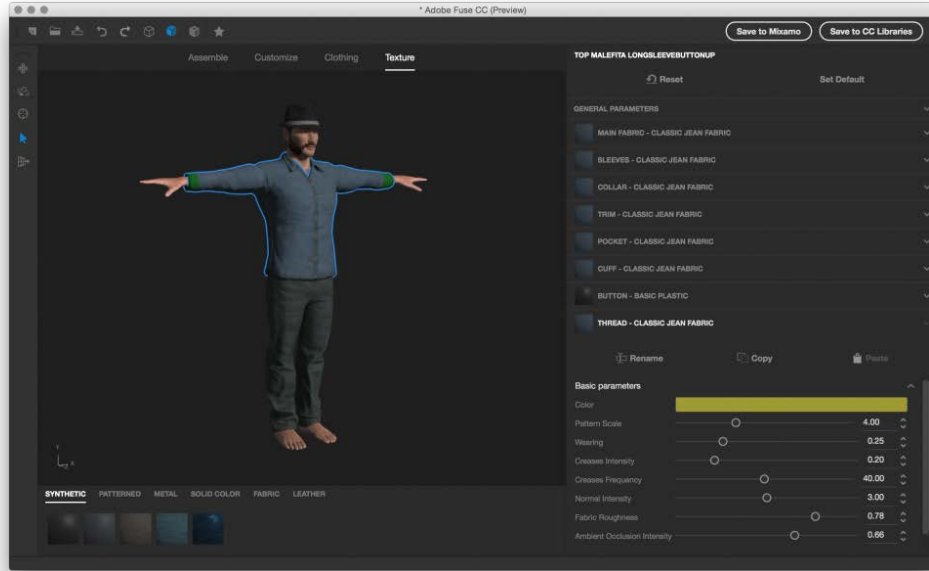 * Adobe Fuse CC (Preview)
Save to Mixamo
Save to CC Libraries
Assemble
Customize
Clothing
Texture
TOP MALEFITA LONGSLEEVEBUTTONUP
Reset
Set Default
GENERAL PARAMETERS
MAIN FABRIC - CLASSIC JEAN FABRIC
SLEEVES - CLASSIC JEAN FABRIC
COLLAR - CLASSIC JEAN FABRIC
TRIM - CLASSIC JEAN FABRIC
POCKET - CLASSIC JEAN FABRIC
CUFF - CLASSIC JEAN FABRIC
BUTTON - BASIC PLASTIC
THREAD - CLASSIC JEAN FABRIC
Rename
Copy
Paste
Basic parameters
Color
Pattern Scale 4.00
Wearing 0.25
Creases Intensity 0.20
Creases Frequency 40.00
Normal Intensity 3.00
Fabric Roughness 0.78
Ambient Occlusion Intensity 0.66
Y
Z X
SYNTHETIC
PATTERNED
METAL
SOLID COLOR
FABRIC
LEATHER